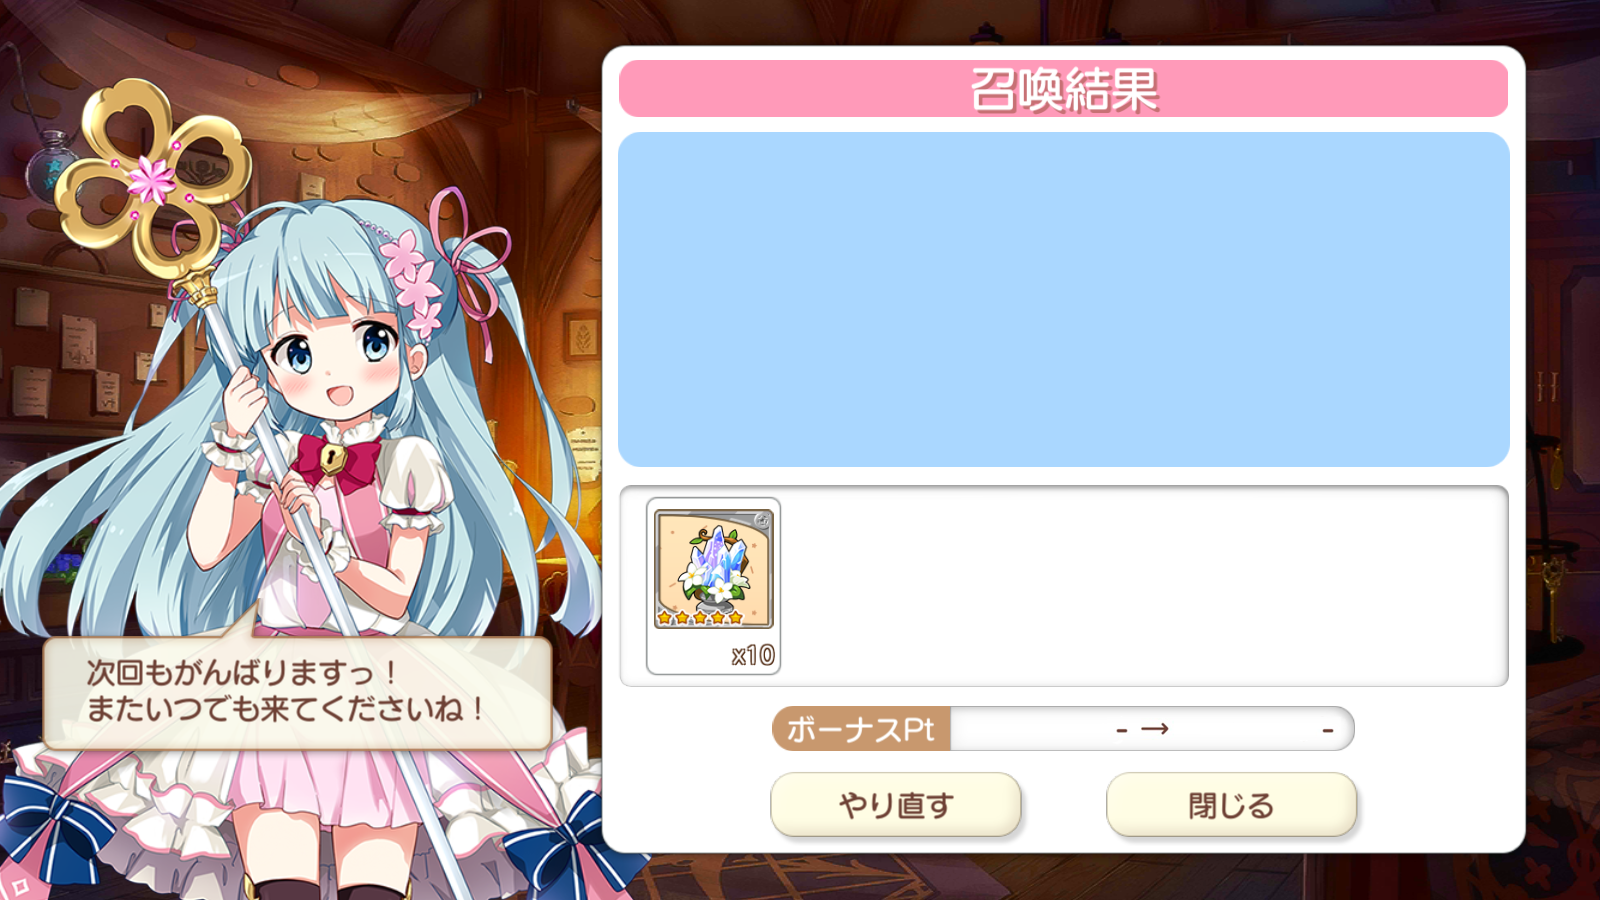 召喚結果
x10
ボーナスPt - → -
やり直す
閉じる
次回もがんばりますっ！
またいつでも来てくださいね！